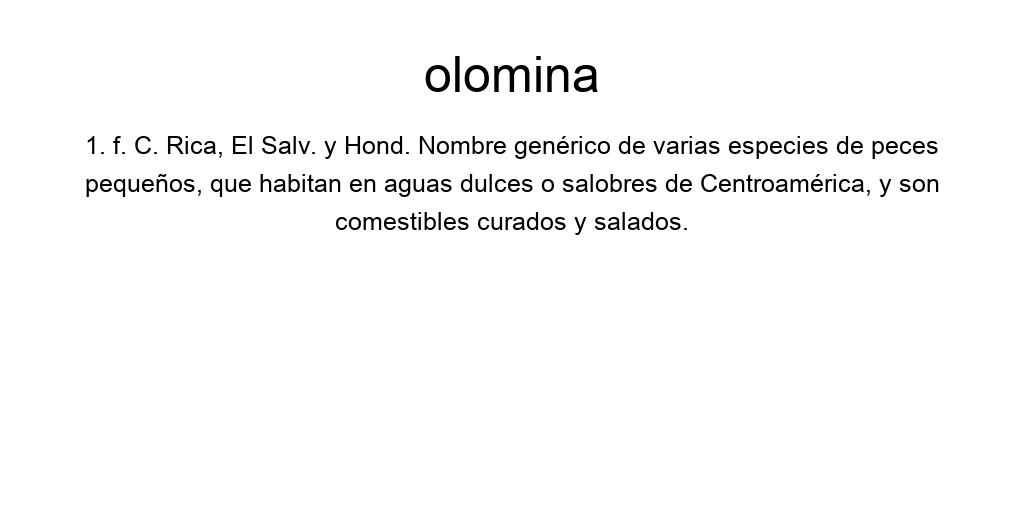 olomina
1. f. C. Rica, El Salv. y Hond. Nombre genérico de varias especies de peces
pequeños, que habitan en aguas dulces o salobres de Centroamérica, y son
comestibles curados y salados.